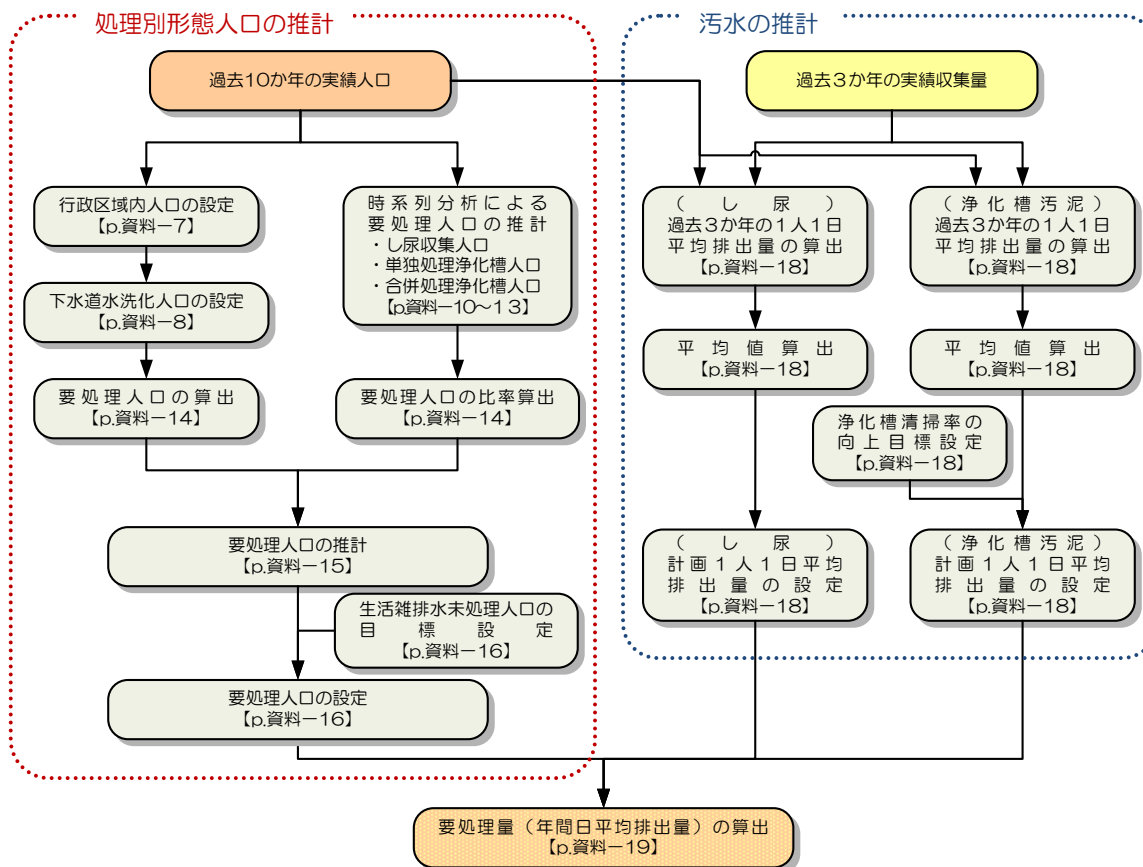 処理別形態人口の推計
過去10か年の実績人口
行政区域内人口の設定
【p.資料－7】
下水道水洗化人口の設定
【p.資料－8】
要処理人口の算出
【p.資料－14】
時系列分析による
要処理人口の推計
・し尿収集人口
・単独処理浄化槽人口
・合併処理浄化槽人口
【p.資料－10～13】
要処理人口の比率算出
【p.資料－14】
要処理人口の推計
【p.資料－15】
生活雑排水未処理人口の
目標設定
【p.資料－16】
要処理人口の設定
【p.資料－16】
汚水の推計
過去３か年の実績収集量
（し尿）
過去３か年の１人１日
平均排出量の算出
【p.資料－18】
平均値算出
【p.資料－18】
（し尿）
計画１人１日平均
排出量の設定
【p.資料－18】
（浄化槽汚泥）
過去３か年の１人１日
平均排出量の算出
【p.資料－18】
平均値算出
【p.資料－18】
浄化槽清掃率の
向上目標設定
【p.資料－18】
（浄化槽汚泥）
計画１人１日平均
排出量の設定
【p.資料－18】
要処理量（年間日平均排出量）の算出
【p.資料－19】